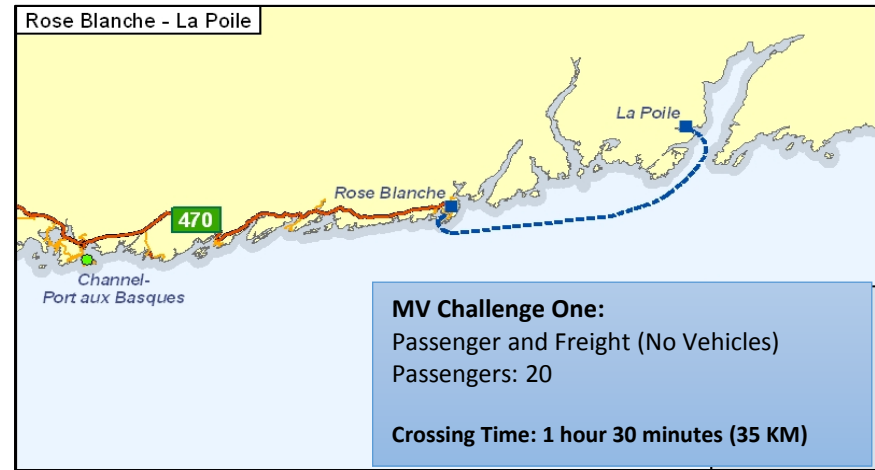 Rose Blanche - La Poile
La Poile
Rose Blanche
470
Channel-
Port aux Basques
MV Challenge One:
Passenger and Freight (No Vehicles)
Passengers: 20
Crossing Time: 1 hour 30 minutes (35 KM)